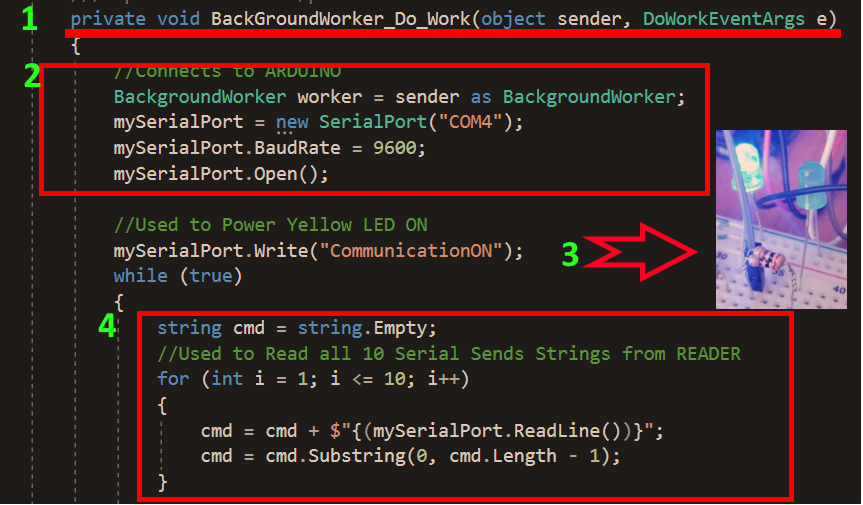 1 private void BackGroundWorker_Do_Work(object sender, DoWorkEventArgs e)
{
2
//Connects to ARDUINO
BackgroundWorker worker = sender as BackgroundWorker;
mySerialPort = new SerialPort("COM4");
mySerialPort.BaudRate = 9600;
mySerialPort.Open();
//Used to Power Yellow LED ON
mySerialPort.Write("CommunicationON");
3
while (true)
{
4
string cmd = string.Empty;
//Used to Read all 10 Serial Sends Strings from READER
for (int i = 1; i <= 10; i++)
{
cmd = cmd + $"{(mySerialPort.ReadLine())}";
cmd = cmd.Substring(0, cmd.Length - 1);
}
30
35
40